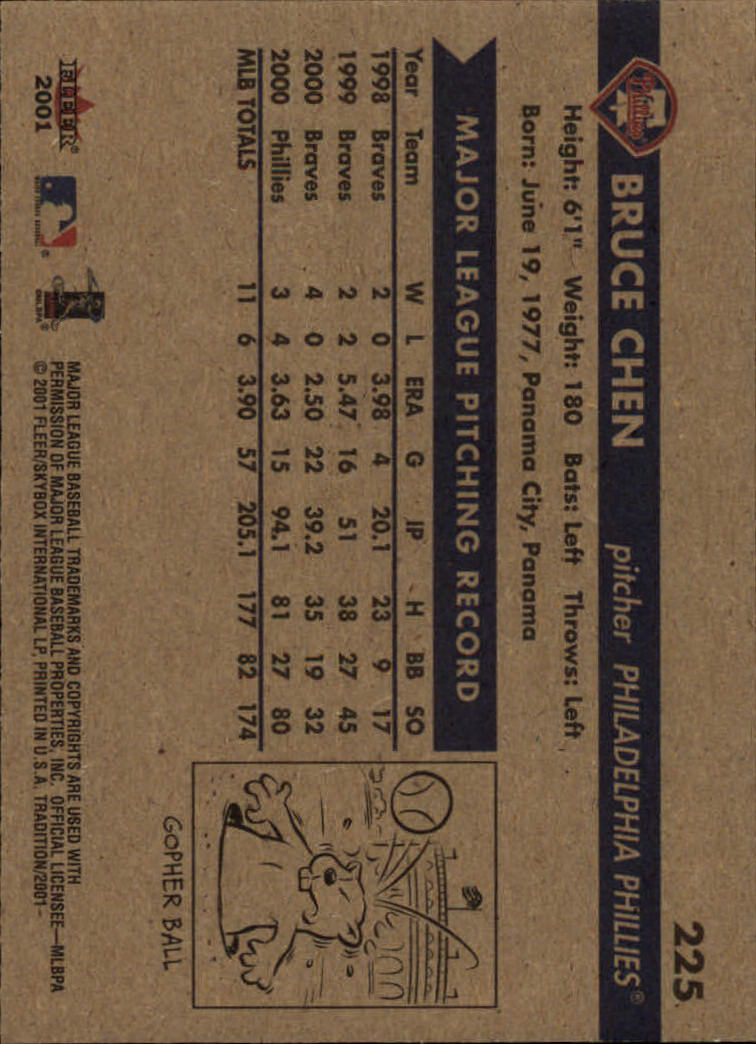 225
BRUCE CHEN pitcher PHILADELPHIA PHILLIES®
Phillies
Height: 6'1" Weight: 180 Bats: Left Throws: Left
Born: June 19, 1977, Panama City, Panama
MAJOR LEAGUE PITCHING RECORD
Year Team W L ERA G IP H BB SO
1998 Braves 2 0 3.98 4 20.1 23 9 17
1999 Braves 2 2 5.47 16 51 38 27 45
2000 Braves 4 0 2.50 22 39.2 35 19 32
2000 Phillies 3 4 3.63 15 94.1 81 27 80
MLB TOTALS 11 6 3.90 57 205.1 177 82 174
GOPHER BALL
FLEER®
2001
MAJOR LEAGUE BASEBALL TRADEMARKS AND COPYRIGHTS ARE USED WITH
PERMISSION OF MAJOR LEAGUE BASEBALL PROPERTIES, INC. OFFICIAL LICENSEE—MLBPA
© 2001 FLEER/SKYBOX INTERNATIONAL LP, PRINTED IN U.S.A. TRADITION/2001–